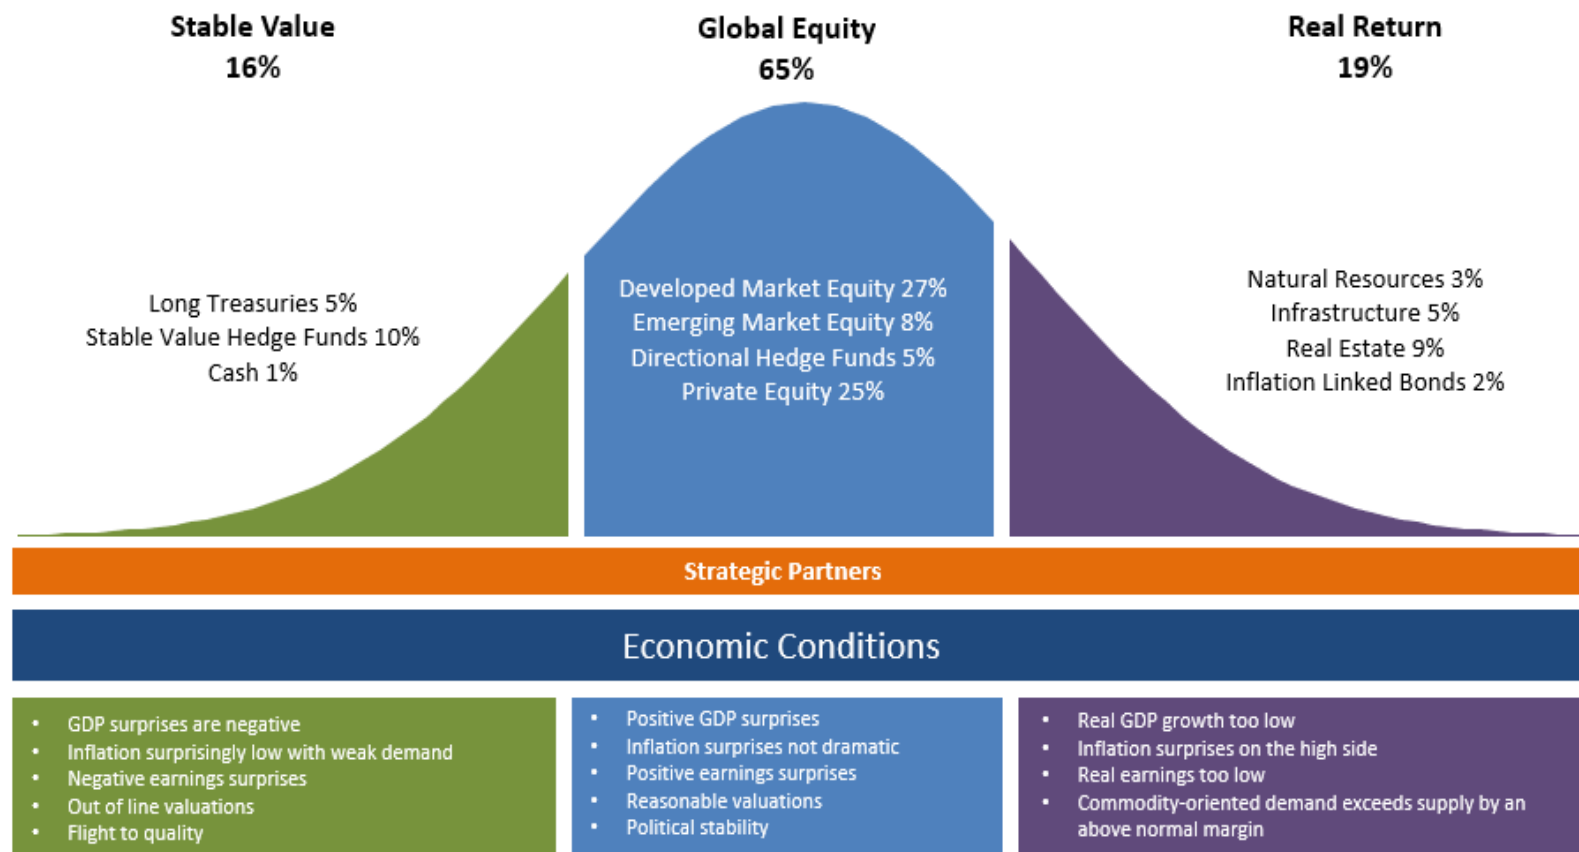 Stable Value
16%
Global Equity
65%
Real Return
19%
Long Treasuries 5%
Stable Value Hedge Funds 10%
Cash 1%
Developed Market Equity 27%
Emerging Market Equity 8%
Directional Hedge Funds 5%
Private Equity 25%
Natural Resources 3%
Infrastructure 5%
Real Estate 9%
Inflation Linked Bonds 2%
Strategic Partners
Economic Conditions
• GDP surprises are negative
• Inflation surprisingly low with weak demand
• Negative earnings surprises
• Out of line valuations
• Flight to quality
• Positive GDP surprises
• Inflation surprises not dramatic
• Positive earnings surprises
• Reasonable valuations
• Political stability
• Real GDP growth too low
• Inflation surprises on the high side
• Real earnings too low
• Commodity-oriented demand exceeds supply by an
above normal margin